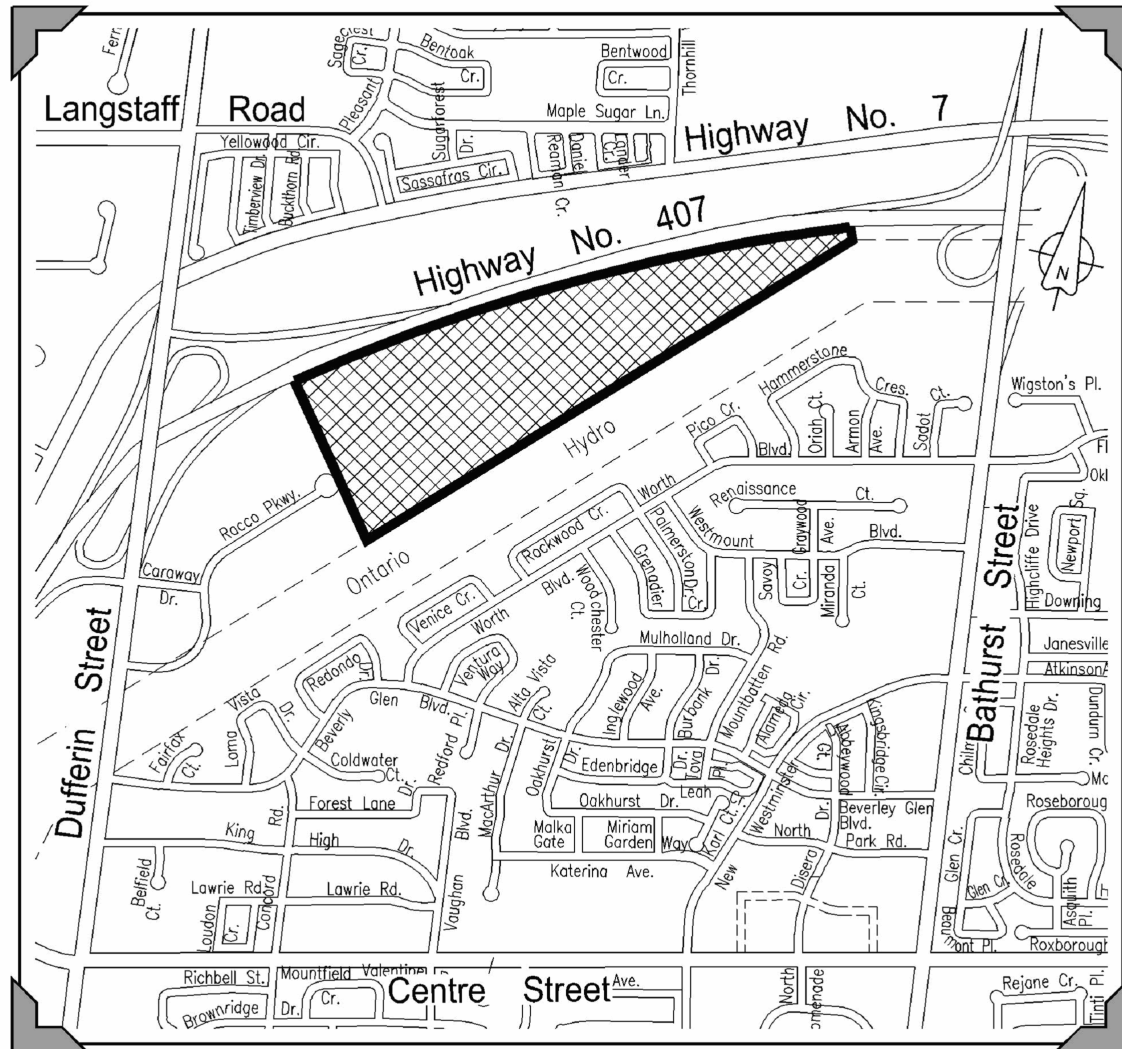 Langstaff Road
Highway No. 7
Highway No. 407
Dufferin Street
Bathurst Street
Centre Street
Sagecrest
Cr.
Bentoak
Cr.
Bentwood
Cr.
Thornhill
Pleasant
Sugarforest
Dr.
Maple Sugar Ln.
Yellowood Cir.
Timberview Dr.
Buckthorn Rd.
Sassafras Cir.
Reaman Cr.
Daniel
Lander
Cr.
N
Racco Pkwy.
Caraway
Dr.
Ontario Hydro
Pico Cr.
Hammerstone
Cres.
Blvd.
Oriah
Ct.
Armon
Ave.
Sadot
Ct.
Wigston's Pl.
Worth
Renaissance
Ct.
Rockwood Cr.
Palmerston
Dr.
Cr.
Westmount
Blvd.
Graywood
Ave.
Grenadier
Blvd.
Woodchester
Ct.
Savoy
Cr.
Miranda
Ct.
Highcliffe Drive
Newport
Sq.
Downing
Janesville
Atkinson
Venice Cr.
Worth
Mulholland Dr.
Redondo
Dr.
Ventura
Way
Alta Vista
Ct.
Inglewood
Ave.
Burbank
Dr.
Mountbatten
Rd.
Alameda
Cir.
Kingsbridge Cir.
Mabeywood
Ct.
Vista
Dr.
Loma
Fairfax
Ct.
Beverly
Glen
Blvd.
Coldwater
Ct.
Redford
Pl.
MacArthur
Dr.
Oakhurst
Dr.
Edenbridge
Dr.
Tova
Pl.
Leah
Oakhurst Dr.
Ct.
Karl Ct.
Westminster
New
Dr.
Beverley Glen
Blvd.
North
Park Rd.
Disera
Forest Lane
Dr.
King
Rd.
High
Dr.
Blvd.
Vaughan
Malka
Gate
Miriam
Garden
Way
Katerina Ave.
Belfield
Ct.
Lawrie Rd.
Lawrie Rd.
Loudon
Cr.
Concord
Rosedale
Heights Dr.
Dundurn Cr.
Glen Cr.
Rosedale
Glen Cr.
Asquith
Pl.
Beaumont Pl.
Roxborough
Richbell St.
Mountfield
Cr.
Valentine
Brownridge
Dr.
Ave.
North
Rejane Cr.
Tinti Pl.